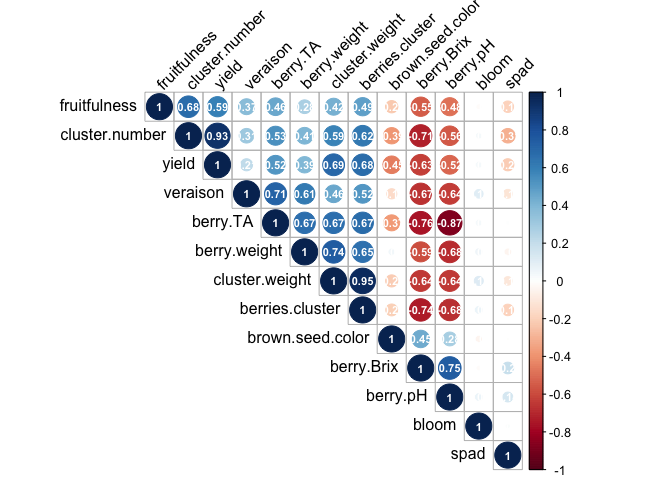 fruitfulness
cluster.number
yield
veraison
berry.TA
berry.weight
cluster.weight
berries.cluster
brown.seed.color
berry.Brix
berry.pH
bloom
spad
fruitfulness 1 0.68 0.59 0.46 0.42 0.49 -0.55 -0.48
cluster.number 1 0.93 0.53 0.41 0.59 0.62 -0.71 -0.56
yield 1 0.52 0.39 0.69 0.68 -0.63 -0.52
veraison 1 0.71 0.61 0.46 0.52 -0.67 -0.64
berry.TA 1 0.67 0.67 0.67 -0.76 -0.87
berry.weight 1 0.74 0.65 -0.59 -0.68
cluster.weight 1 0.95 -0.64 -0.64
berries.cluster 1 -0.74 -0.68
brown.seed.color 1 0.45
berry.Brix 1 0.75
berry.pH 1
bloom 1
spad 1
1
0.8
0.6
0.4
0.2
0
-0.2
-0.4
-0.6
-0.8
-1